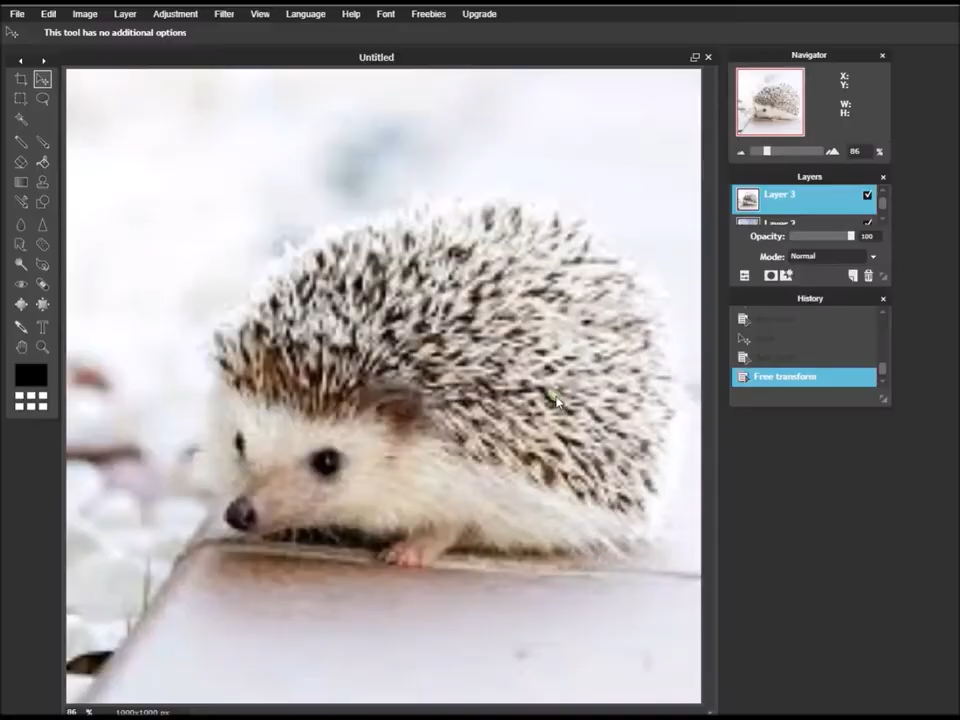 File Edit Image Layer Adjustment Filter View Language Help Font Freebies Upgrade
This tool has no additional options
Untitled
Navigator
X:
Y:
W:
H:
86 %
Layers
Layer 3
Opacity: 100
Mode: Normal
History
Free transform
86 % 1000x1000 px